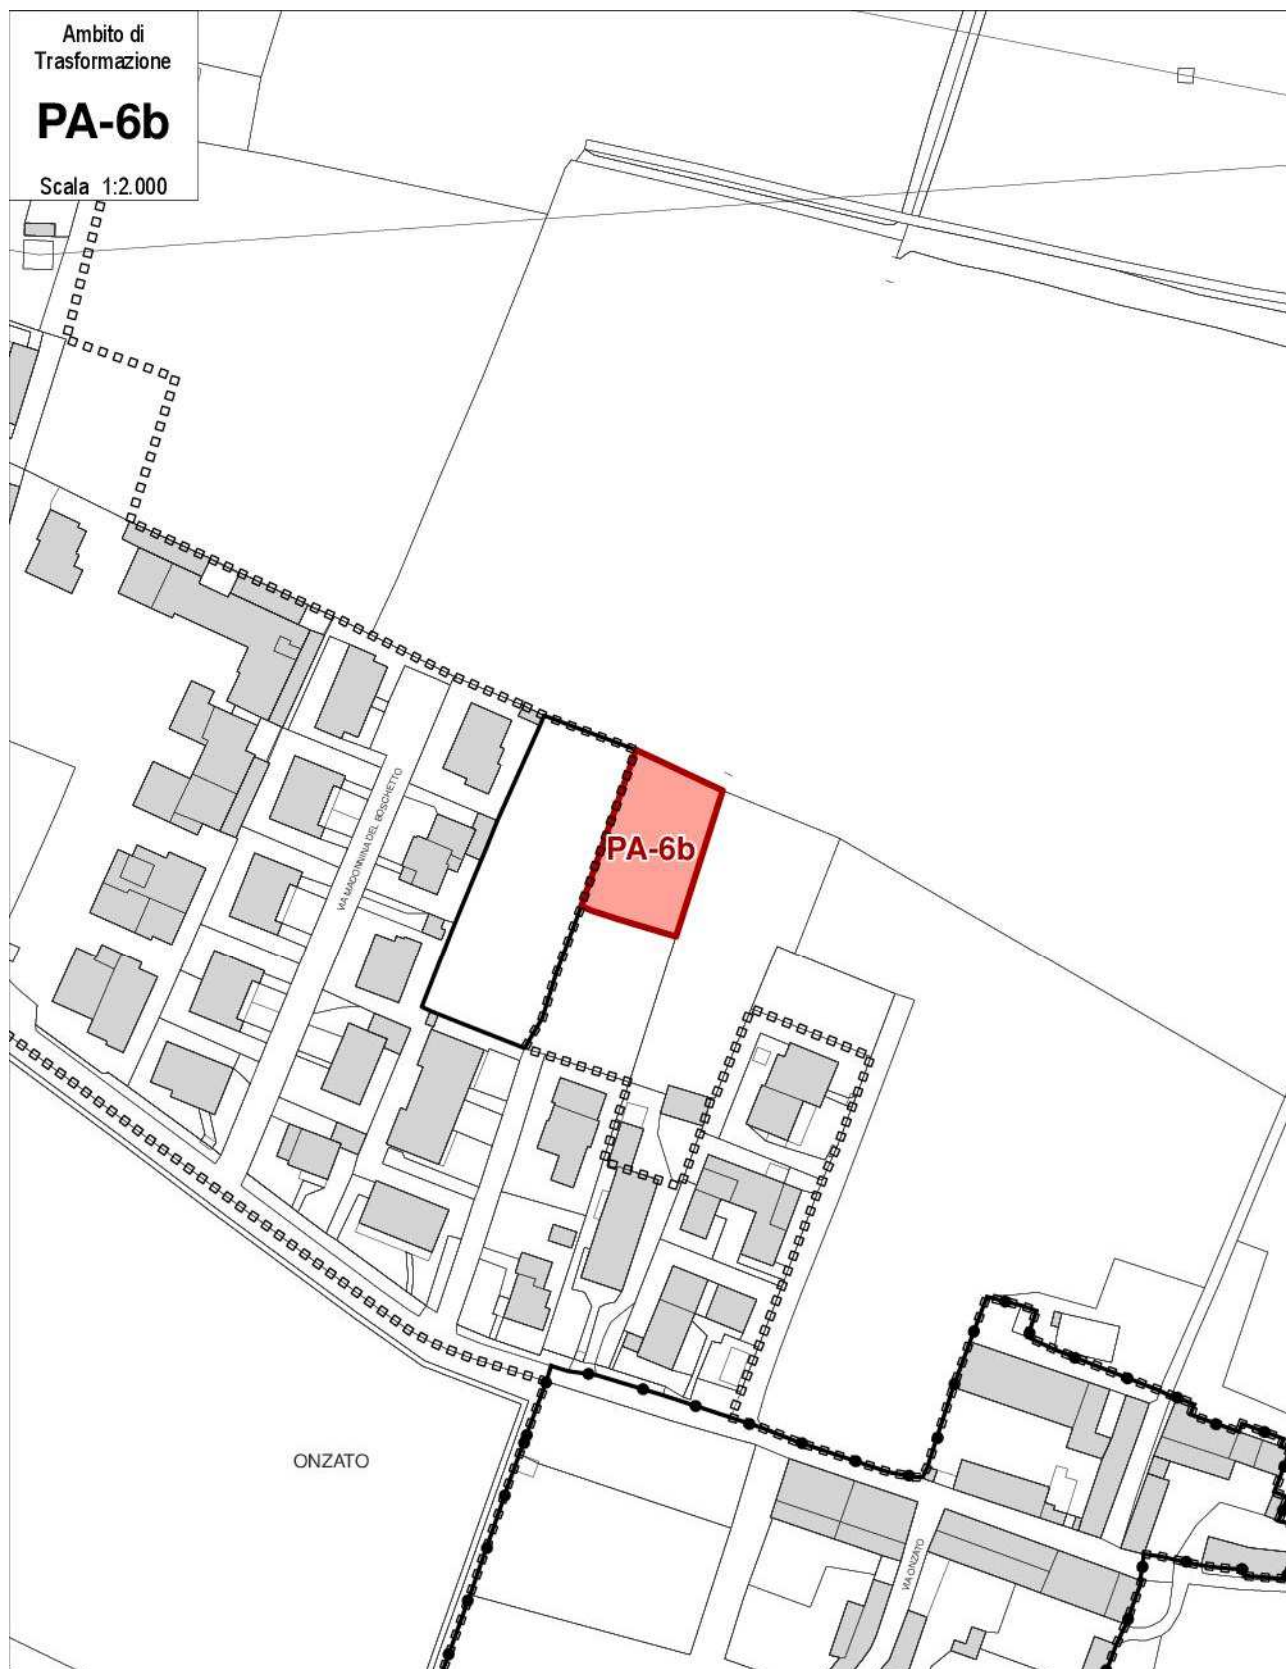 Ambito di
Trasformazione
PA-6b
Scala 1:2.000
VIA MADONNINA DEL BOSCHETTO
PA-6b
ONZATO
VIA ONZATO